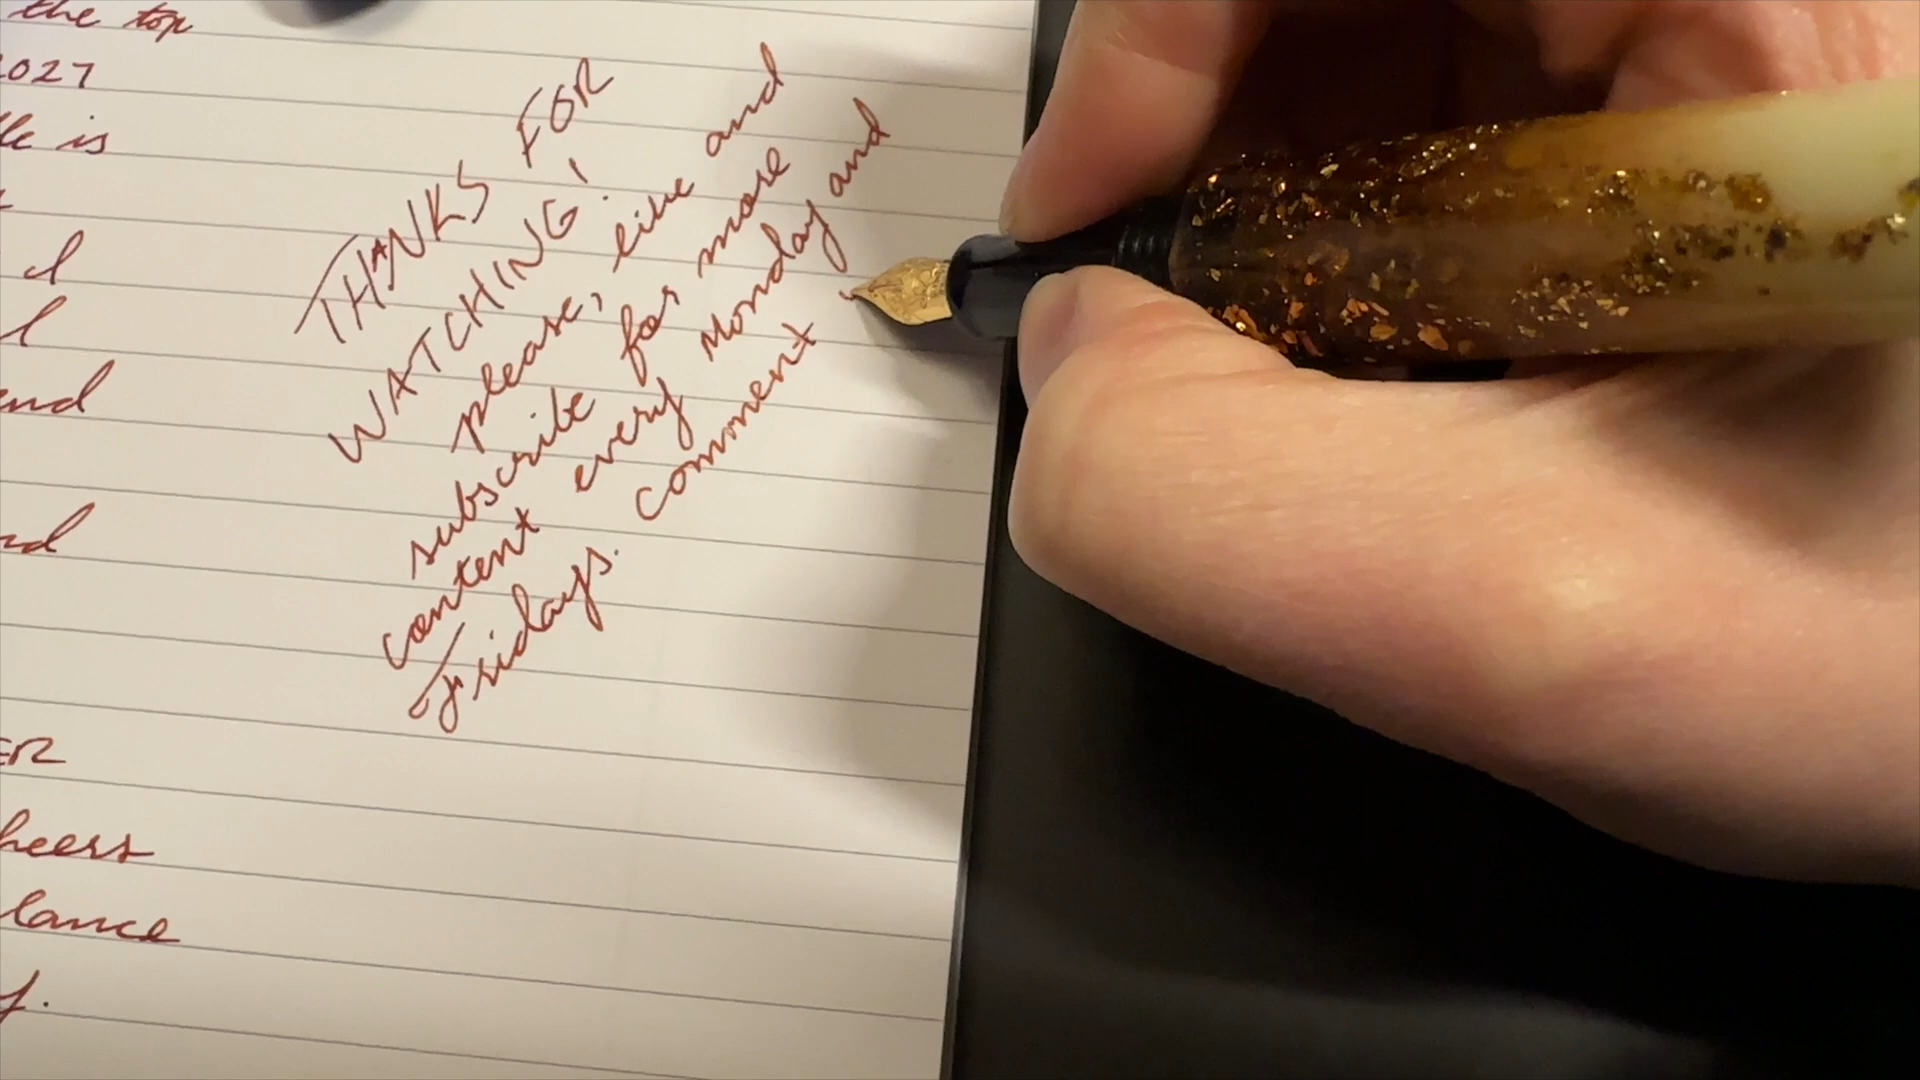 the top
2027
is
d
l
end
nd
ER
heers
lance
f.
THANKS FOR
WATCHING!
please, like and
subscribe for more
content every Monday and
Fridays. comment